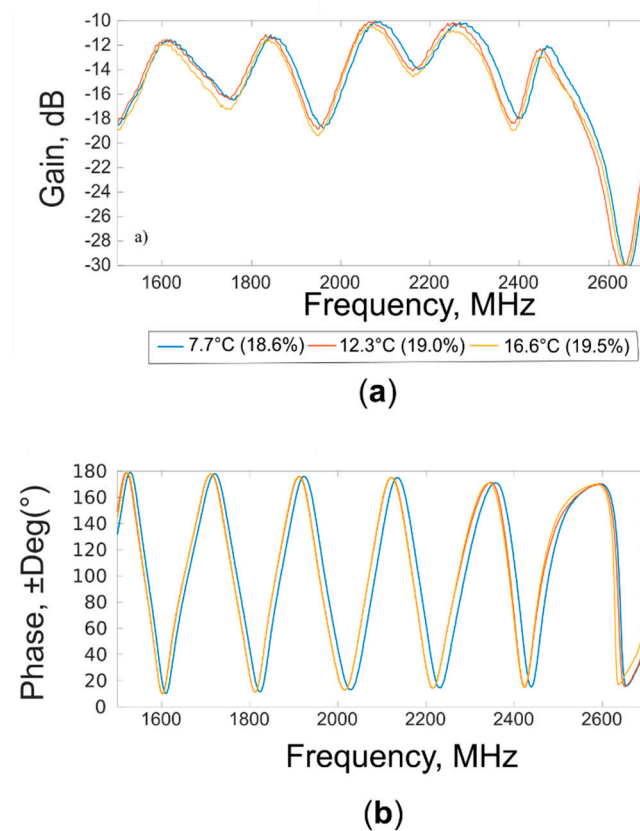 -10
-12
-14
-16
-18
-20
-22
-24
-26
-28
-30
Gain, dB
a)
1600 1800 2000 2200 2400 2600
Frequency, MHz
7.7°C (18.6%) 12.3°C (19.0%) 16.6°C (19.5%)
(a)
180
160
140
120
100
80
60
40
20
0
Phase, ±Deg(°)
1600 1800 2000 2200 2400 2600
Frequency, MHz
(b)